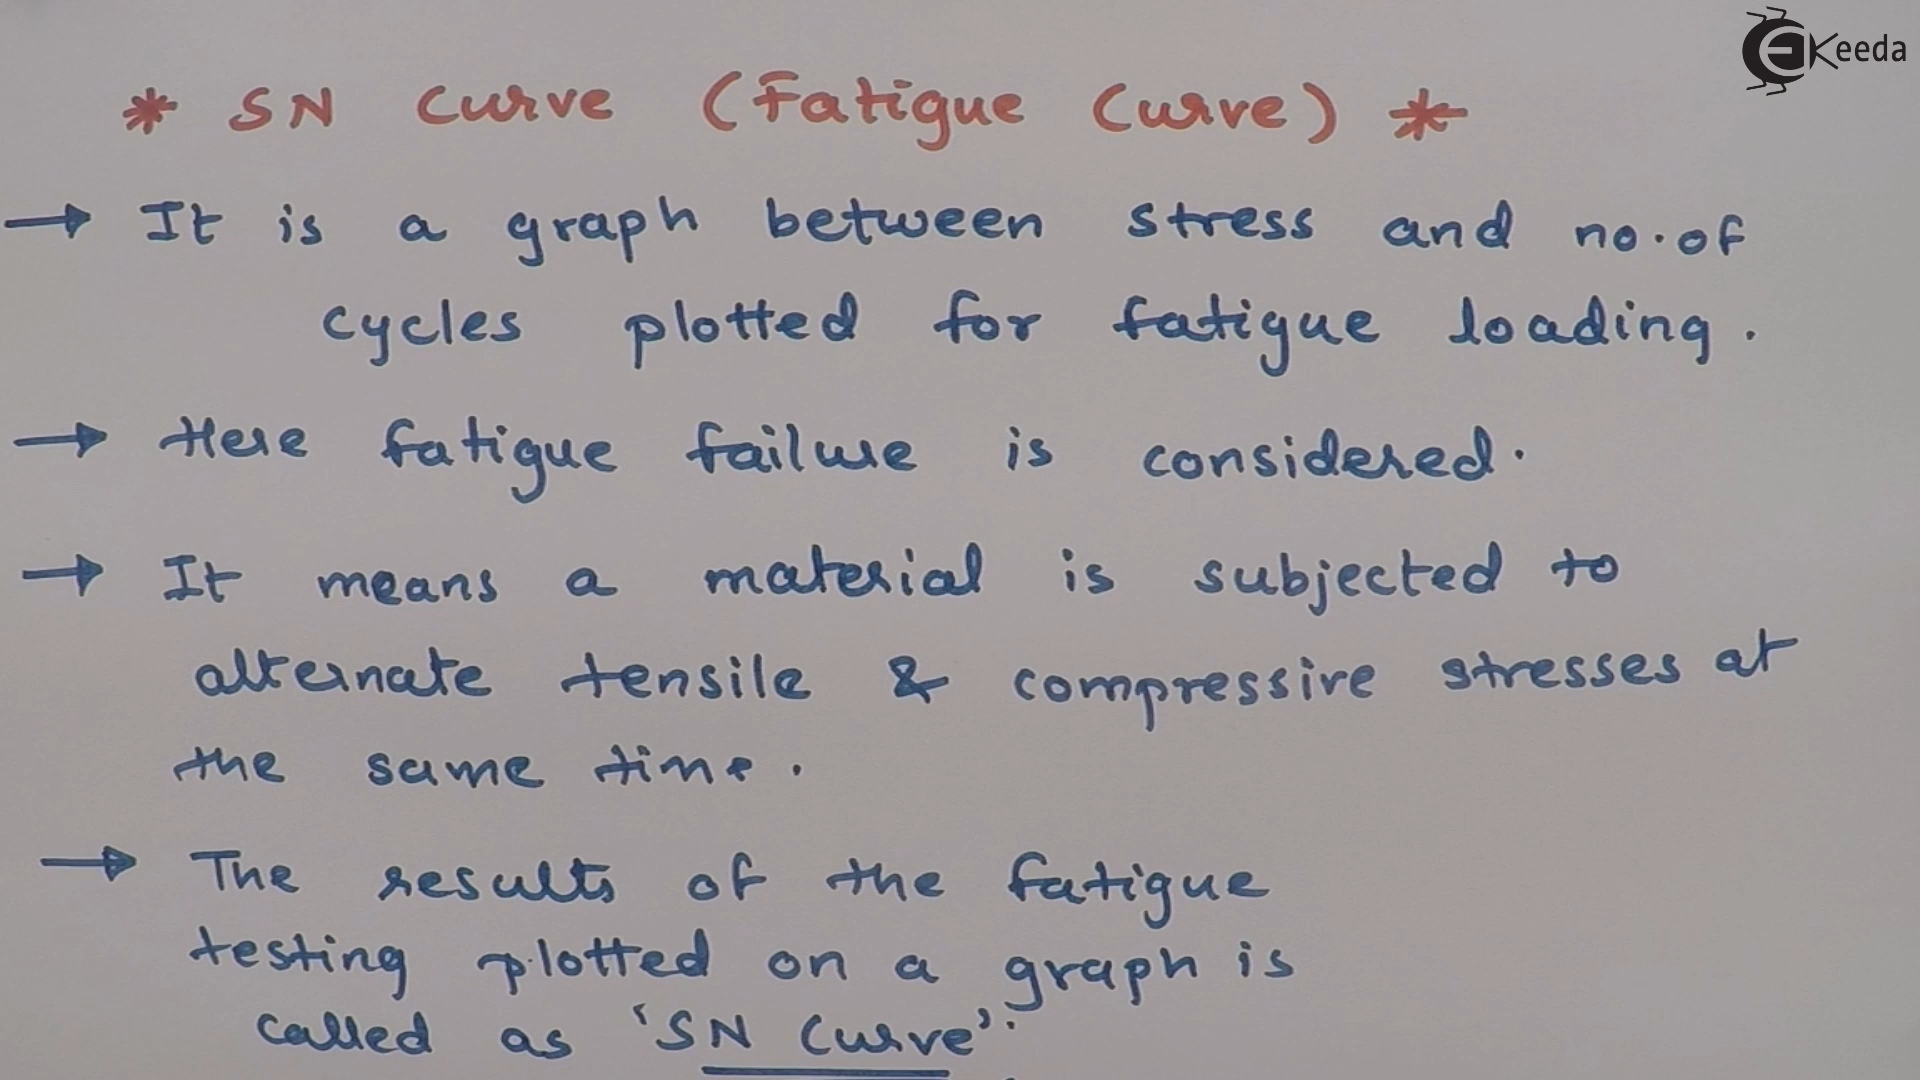 Keeda
* SN Curve (Fatigue Curve) *
→ It is a graph between stress and no. of
cycles plotted for fatigue loading.
→ Here fatigue failure is considered.
→ It means a material is subjected to
alternate tensile & compressive stresses at
the same time.
→ The results of the fatigue
testing plotted on a graph is
called as 'SN Curve'.